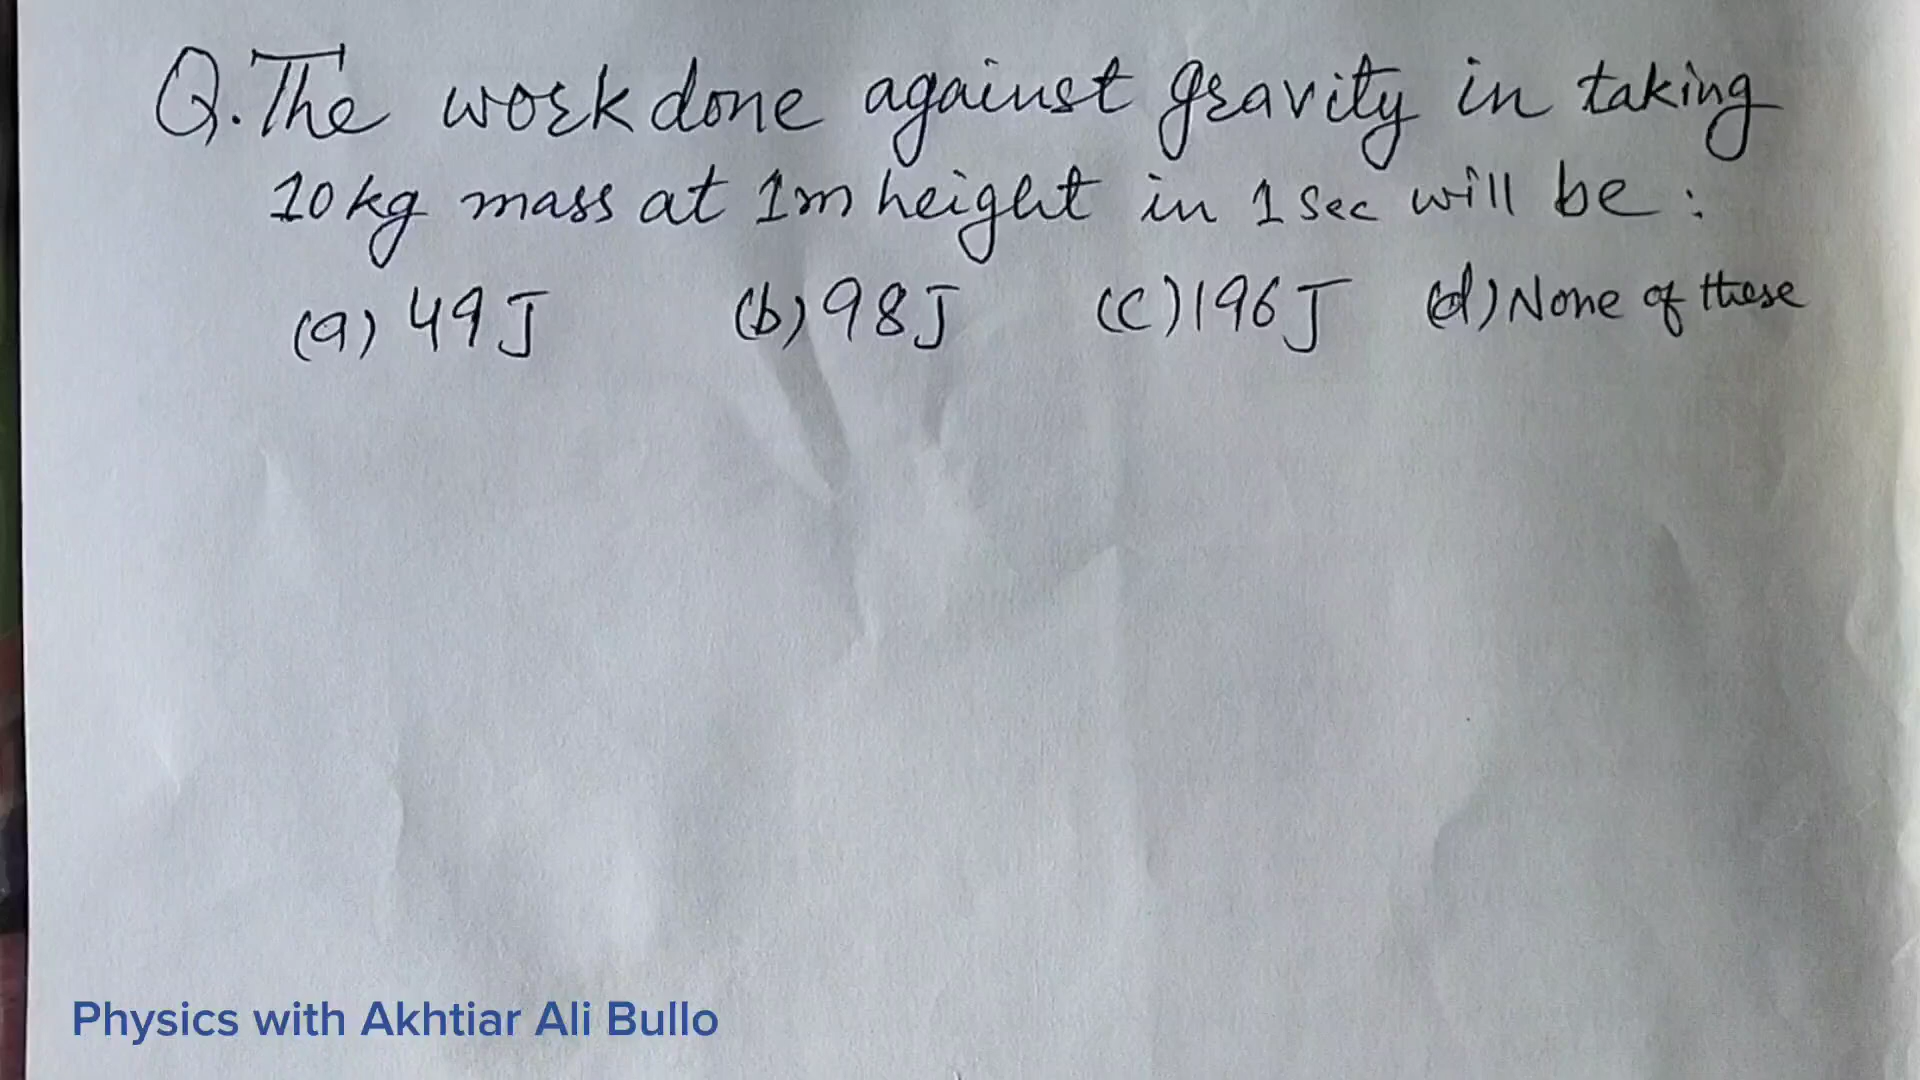 Q. The work done against gravity in taking
10 kg mass at 1m height in 1 Sec will be :
(a) 49 J (b) 98 J (c) 196 J (d) None of these
Physics with Akhtiar Ali Bullo